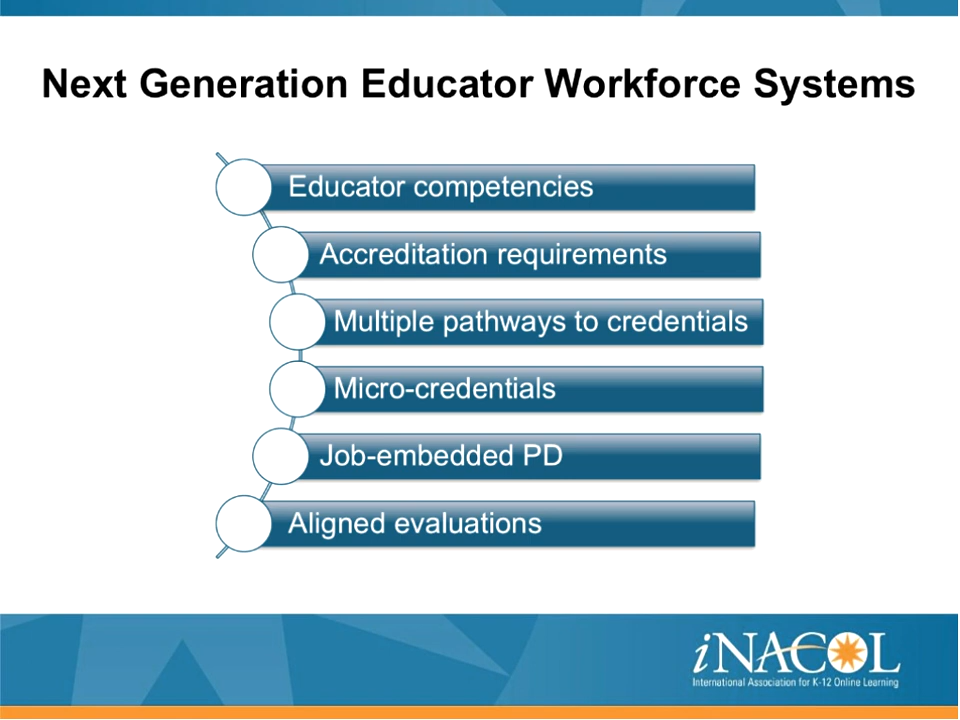 Next Generation Educator Workforce Systems
Educator competencies
Accreditation requirements
Multiple pathways to credentials
Micro-credentials
Job-embedded PD
Aligned evaluations
iNACOL
International Association for K-12 Online Learning